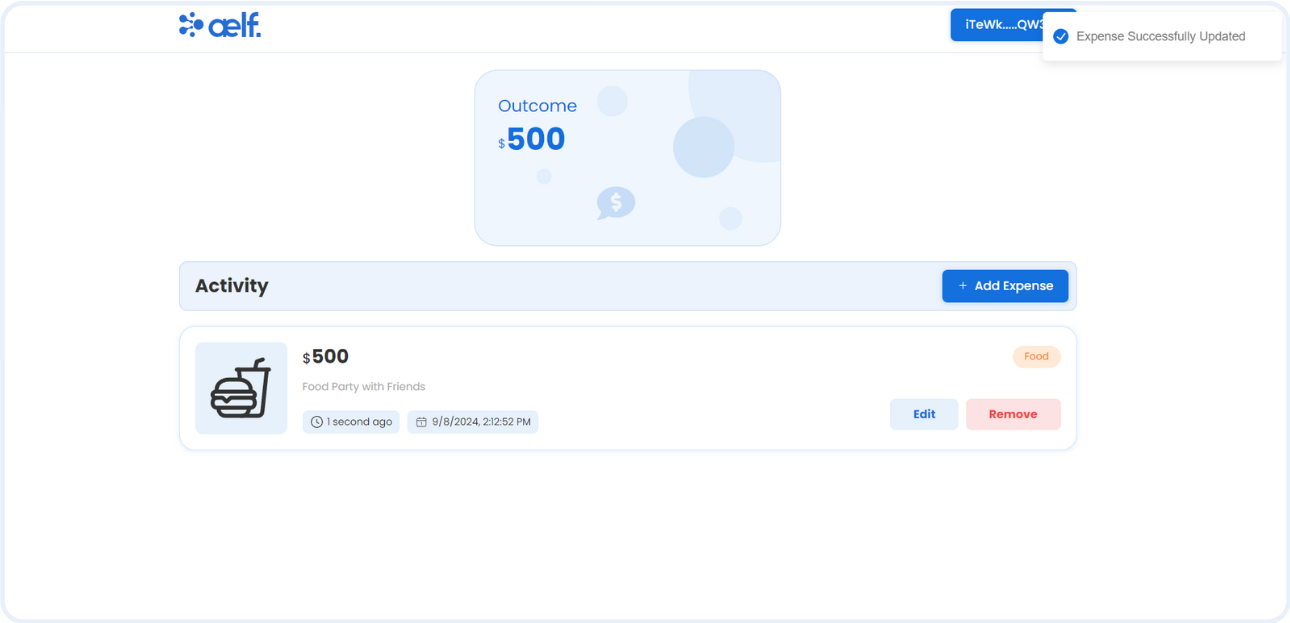 aelf.
iTeWk.....QW3
Expense Successfully Updated
Outcome
$500
$
Activity
+ Add Expense
$500
Food
Food Party with Friends
1 second ago
9/8/2024, 2:12:52 PM
Edit
Remove